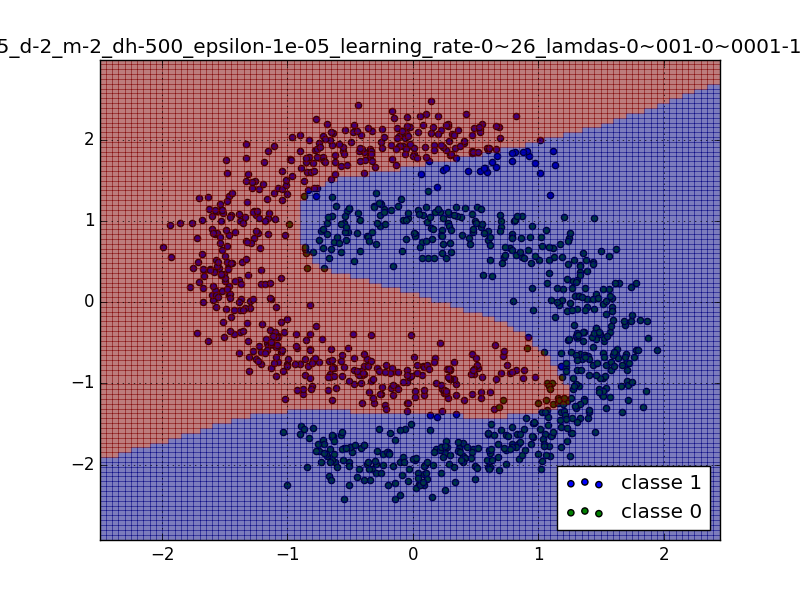 5_d-2_m-2_dh-500_epsilon-1e-05_learning_rate-0~26_lamdas-0~001-0~0001-1
2
1
0
−1
−2
classe 1
classe 0
−2 −1 0 1 2